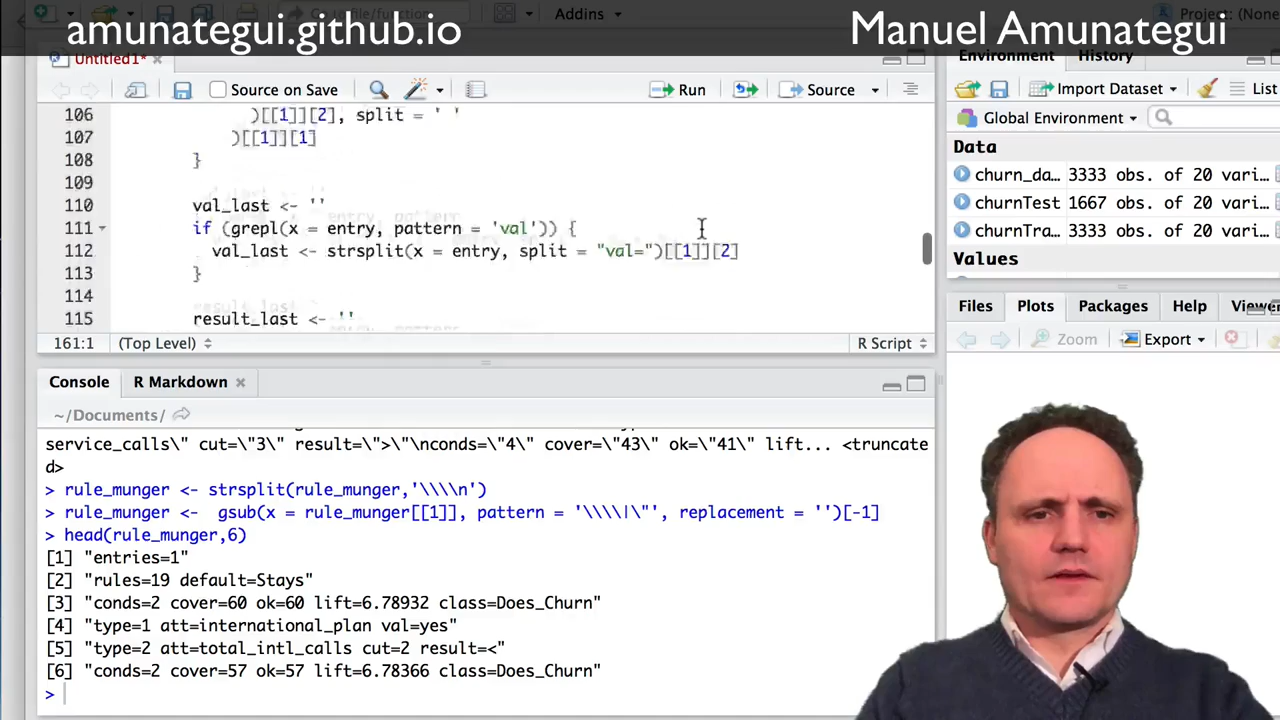 amunategui.github.io
Manuel Amunategui
Addins
Project: (None
Untitled1*
Source on Save
Run
Source
106 )[[1]][2], split = ' '
107 )[[1]][1]
108 }
109
110 val_last <- ''
111 if (grepl(x = entry, pattern = 'val')) {
112 val_last <- strsplit(x = entry, split = "val=")[[1]][2]
113 }
114
115 result_last <- ''
161:1 (Top Level)
R Script
Console R Markdown
~/Documents/
service_calls\" cut=\"3\" result=\">\"\nconds=\"4\" cover=\"43\" ok=\"41\" lift... <truncate
d>
> rule_munger <- strsplit(rule_munger,'\\\\n')
> rule_munger <-  gsub(x = rule_munger[[1]], pattern = '\\\\|\"', replacement = '')[-1]
> head(rule_munger,6)
[1] "entries=1"
[2] "rules=19 default=Stays"
[3] "conds=2 cover=60 ok=60 lift=6.78932 class=Does_Churn"
[4] "type=1 att=international_plan val=yes"
[5] "type=2 att=total_intl_calls cut=2 result=<"
[6] "conds=2 cover=57 ok=57 lift=6.78366 class=Does_Churn"
>
Environment History
Import Dataset
List
Global Environment
Data
churn_da… 3333 obs. of 20 vari…
churnTest 1667 obs. of 20 vari…
churnTra… 3333 obs. of 20 vari…
Values
Files Plots Packages Help Viewer
Zoom Export